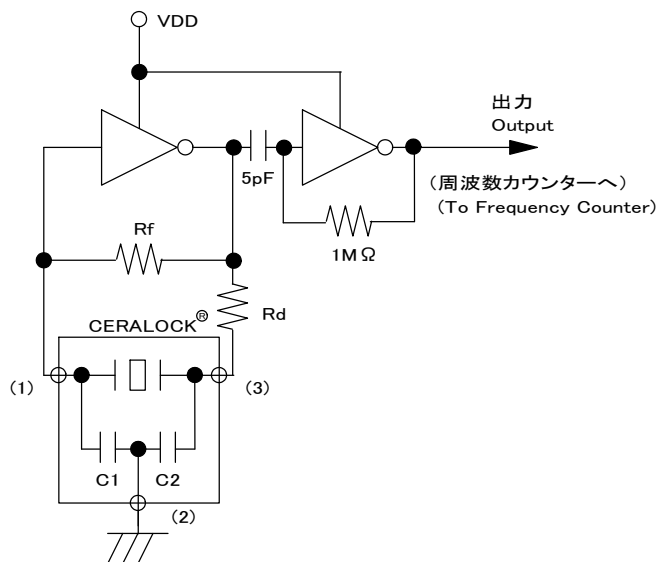 VDD
出力
Output
5pF
(周波数カウンターへ)
(To Frequency Counter)
Rf
1MΩ
Rd
CERALOCK®
(1)
(3)
C1
C2
(2)